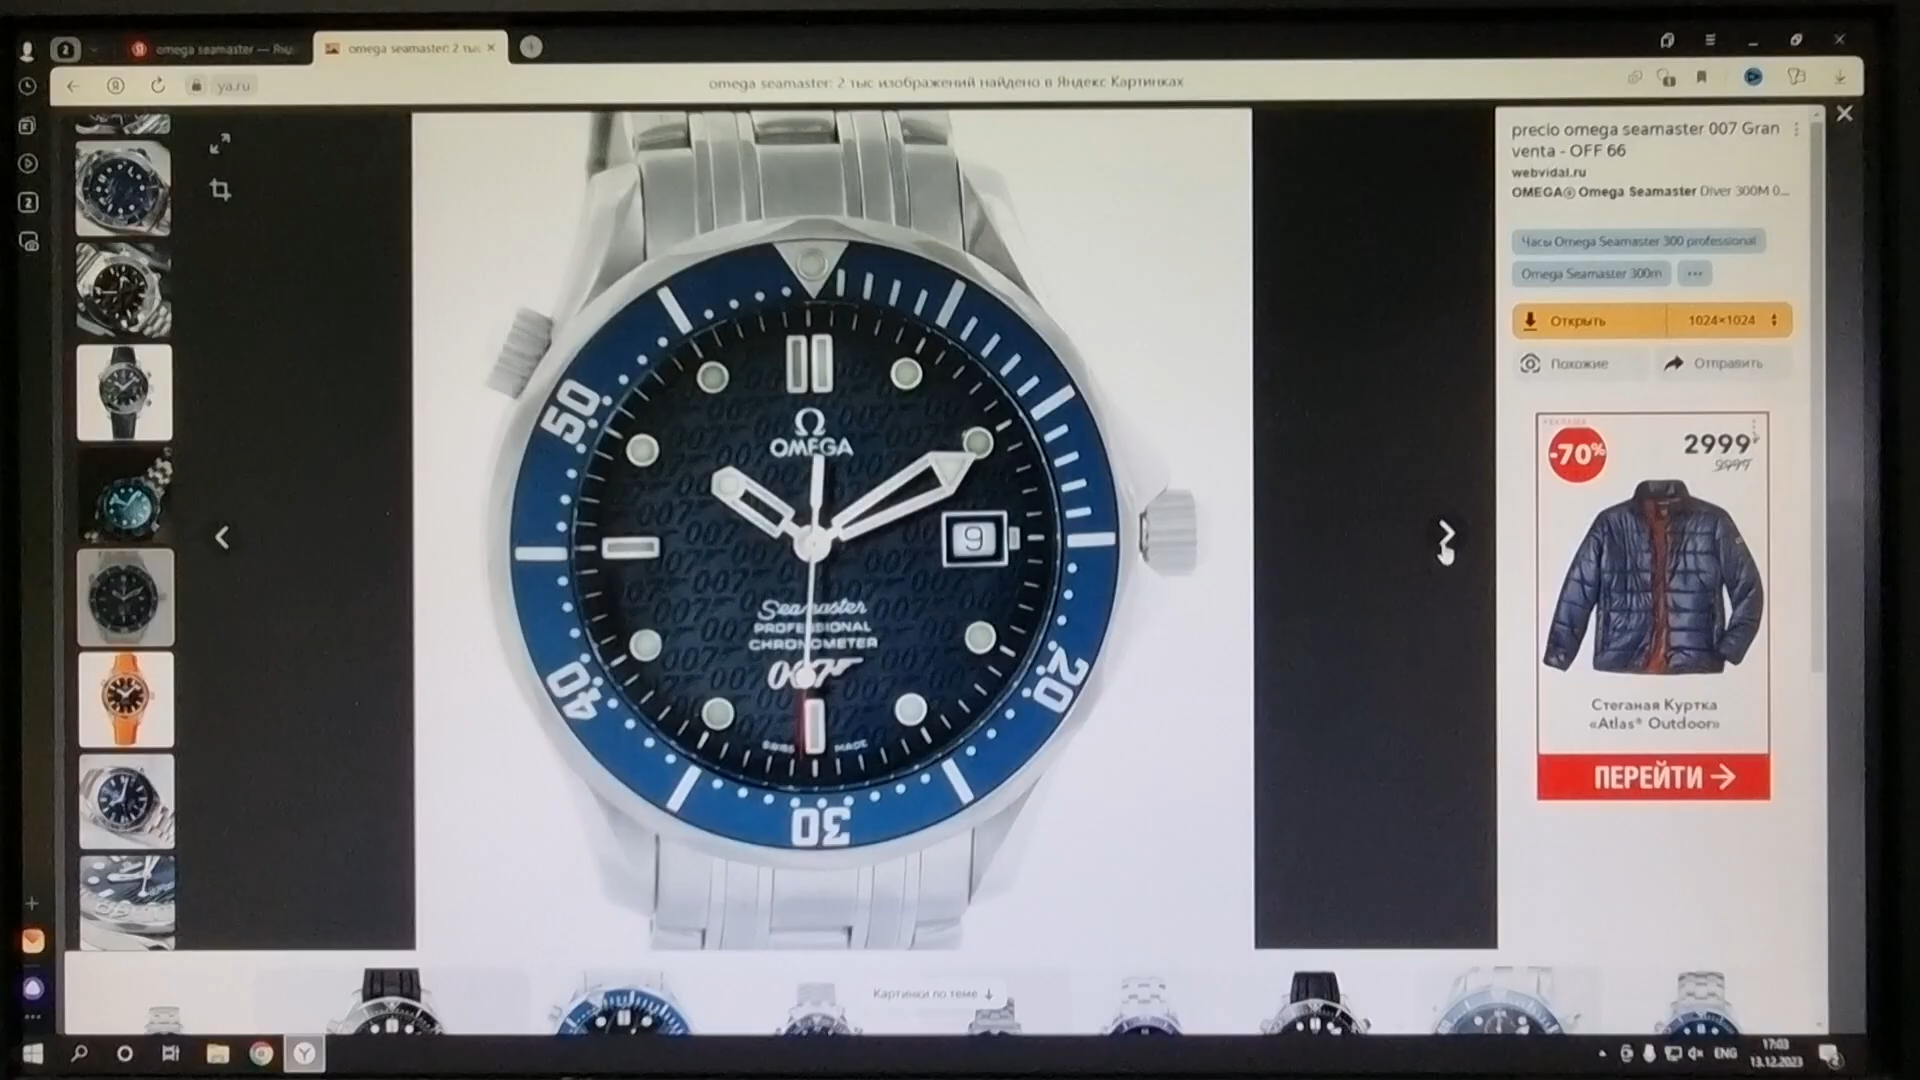 2
omega seamaster — Янд
omega seamaster: 2 тыс
ya.ru
omega seamaster: 2 тыс изображений найдено в Яндекс Картинках
2
precio omega seamaster 007 Gran
venta - OFF 66
webvidal.ru
OMEGA® Omega Seamaster Diver 300M 0...
Часы Omega Seamaster 300 professional
Omega Seamaster 300m
Открыть
1024×1024
Похожие
Отправить
-70%
2999₽
9999
Стеганая Куртка
«Atlas® Outdoor»
ПЕРЕЙТИ
50
Ω
OMEGA
9
Seamaster
PROFESSIONAL
CHRONOMETER
007
40
20
SWISS MADE
30
Картинки по теме
ENG
17:03
13.12.2023